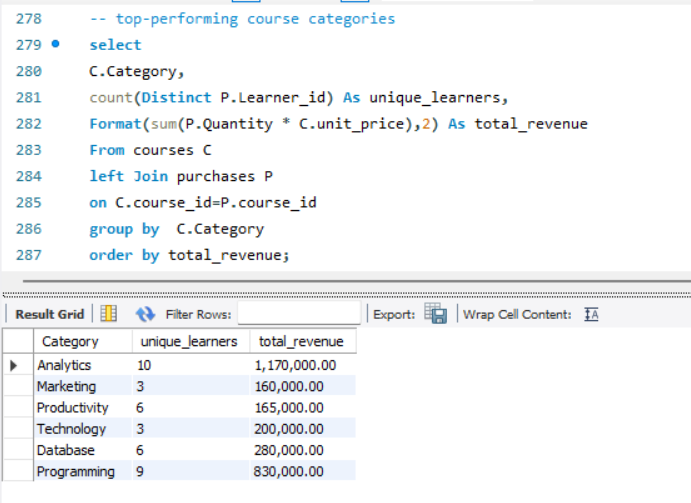 278 -- top-performing course categories
279 select
280 C.Category,
281 count(Distinct P.Learner_id) As unique_learners,
282 Format(sum(P.Quantity * C.unit_price),2) As total_revenue
283 From courses C
284 left Join purchases P
285 on C.course_id=P.course_id
286 group by  C.Category
287 order by total_revenue;
Result Grid Filter Rows: Export: Wrap Cell Content: IA
Category unique_learners total_revenue
Analytics 10 1,170,000.00
Marketing 3 160,000.00
Productivity 6 165,000.00
Technology 3 200,000.00
Database 6 280,000.00
Programming 9 830,000.00